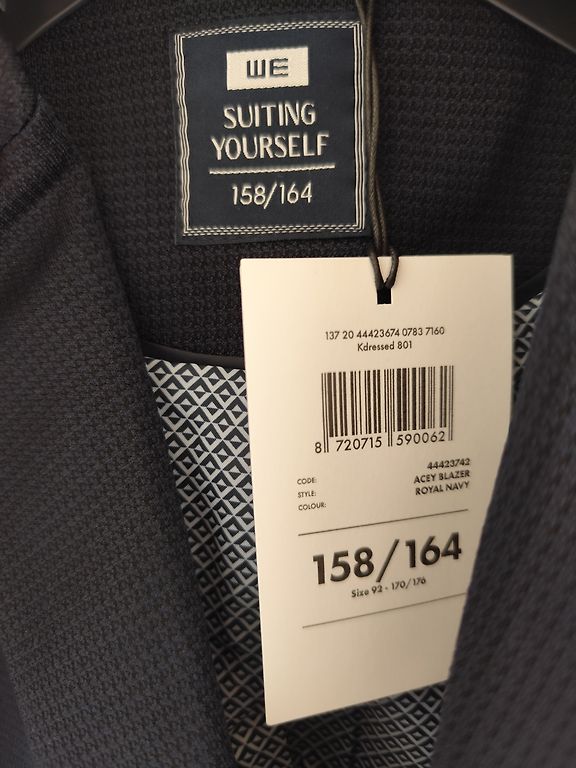 WE
SUITING
YOURSELF
158/164
137 20 44423674 0783 7160
Kdressed 801
8 720715 590062
CODE: 44423742
STYLE: ACEY BLAZER
COLOUR: ROYAL NAVY
158/164
Size 92 - 170/176